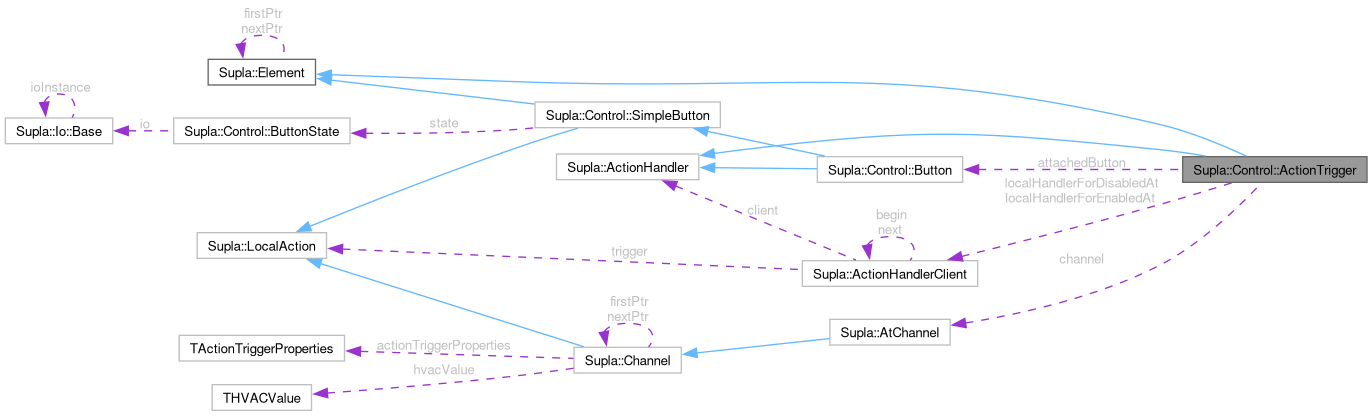 firstPtr
nextPtr
Supla::Element
ioInstance
Supla::Io::Base
io
Supla::Control::ButtonState
state
Supla::Control::SimpleButton
Supla::ActionHandler
Supla::Control::Button
attachedButton
Supla::Control::ActionTrigger
localHandlerForDisabledAt
localHandlerForEnabledAt
client
begin
next
Supla::LocalAction
trigger
Supla::ActionHandlerClient
channel
firstPtr
nextPtr
Supla::AtChannel
TActionTriggerProperties
actionTriggerProperties
Supla::Channel
hvacValue
THVACValue